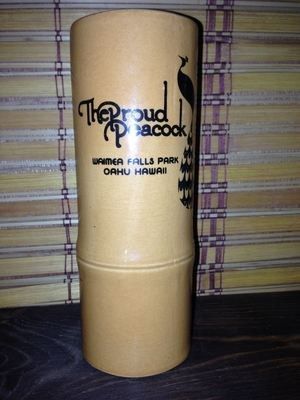 The Proud
Peacock
WAIMEA FALLS PARK
OAHU HAWAII